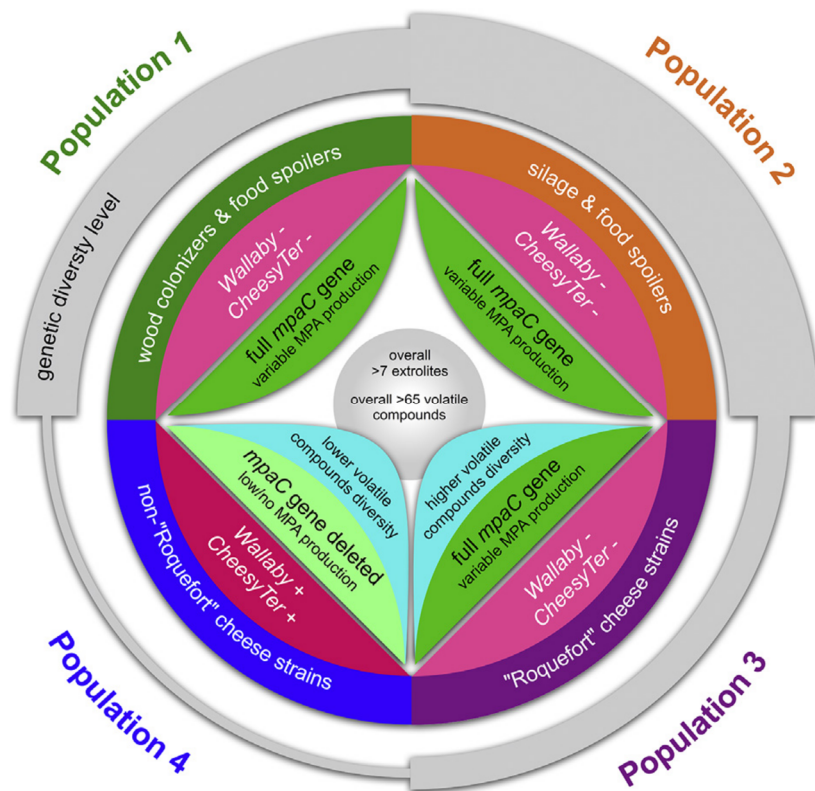 Population 1
Population 2
genetic diversty level
wood colonizers & food spoilers
silage & food spoilers
Wallaby -
CheesyTer -
full mpaC gene
variable MPA production
Wallaby -
CheesyTer -
full mpaC gene
variable MPA production
overall
>7 extrolites
overall >65 volatile
compounds
lower volatile
compounds diversity
mpaC gene deleted
low/no MPA production
Wallaby +
CheesyTer +
non-"Roquefort" cheese strains
higher volatile
compounds diversity
full mpaC gene
variable MPA production
Wallaby -
CheesyTer -
"Roquefort" cheese strains
Population 4
Population 3